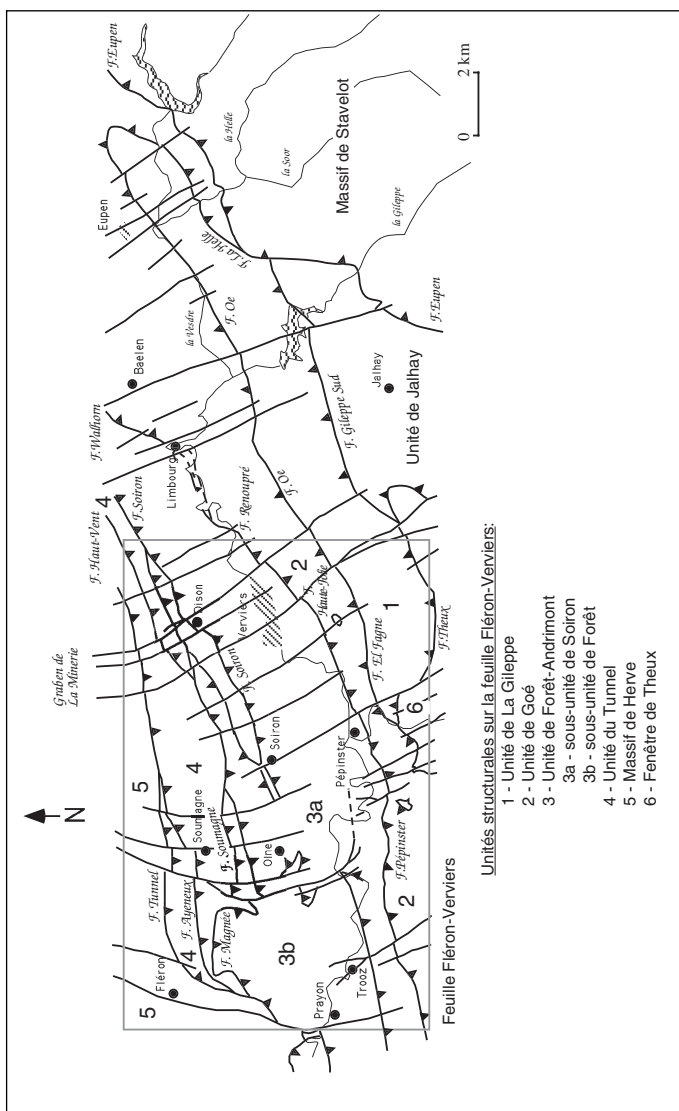 N
Graben de
La Minerie
F. Haut-Vent
4
F. Soiron
F. Walhorn
Baelen
Eupen
F. Eupen
5
Soumagne
Dison
Limbourg
la Vesdre
F. Oe
F. La Helle
la Helle
la Soor
Massif de Stavelot
Fléron
F. Tunnel
F. Ayeneux
4
F. Soumagne
4
F. Soiron
Verviers
F. Renoupré
5
F. Magnée
Olne
Soiron
2
F. Oe
la Gileppe
3b
3a
F.
Haute-Folie
F. Gileppe Sud
Prayon
Trooz
Pépinster
F. El Fagne
1
Jalhay
F. Eupen
2
F. Pépinster
6
F. Theux
Unité de Jalhay
0
2 km
Feuille Fléron-Verviers
Unités structurales sur la feuille Fléron-Verviers:
1 - Unité de La Gileppe
2 - Unité de Goé
3 - Unité de Forêt-Andrimont
3a - sous-unité de Soiron
3b - sous-unité de Forêt
4 - Unité du Tunnel
5 - Massif de Herve
6 - Fenêtre de Theux